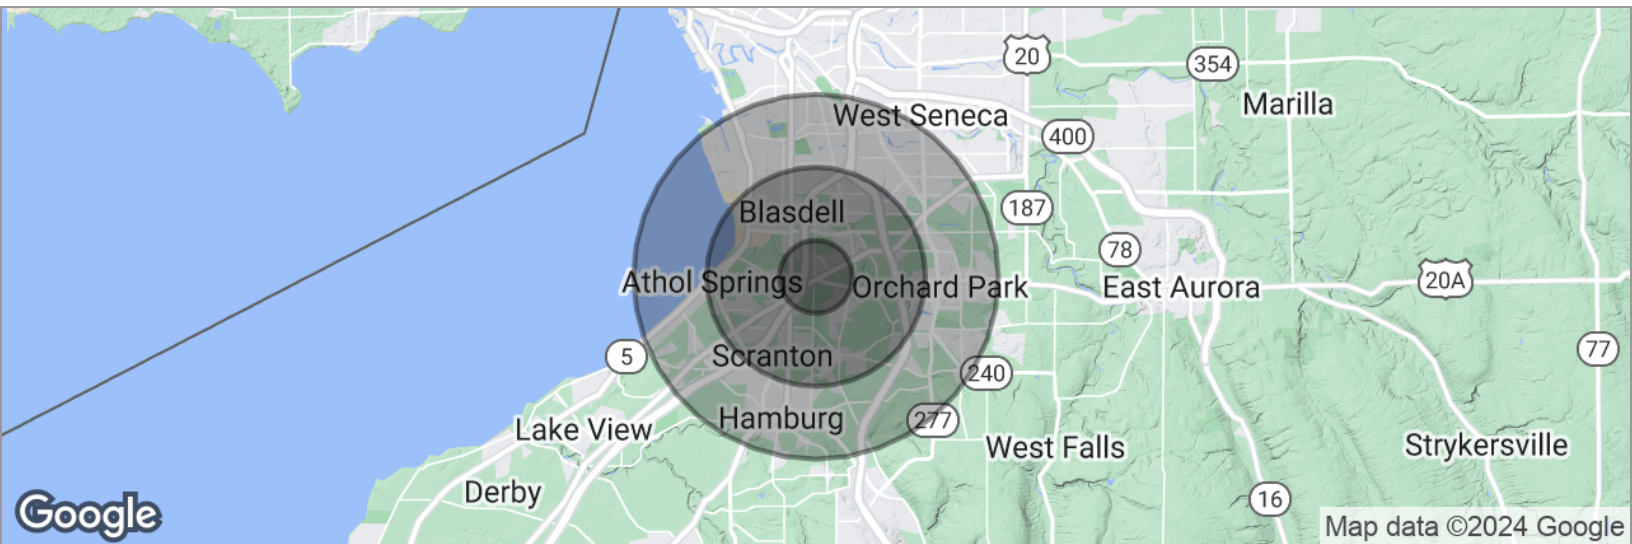 20
354
Marilla
West Seneca
400
187
Blasdell
78
Athol Springs
Orchard Park
East Aurora
20A
5
Scranton
240
77
Hamburg
277
Lake View
West Falls
Strykersville
Derby
16
Google
Map data ©2024 Google